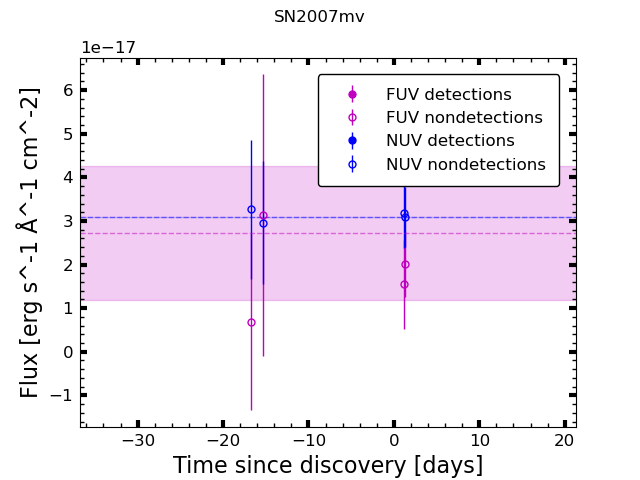 SN2007mv
1e−17
FUV detections
FUV nondetections
NUV detections
NUV nondetections
6
5
4
3
2
1
0
−1
Flux [erg s^-1 Å^-1 cm^-2]
−30
−20
−10
0
10
20
Time since discovery [days]